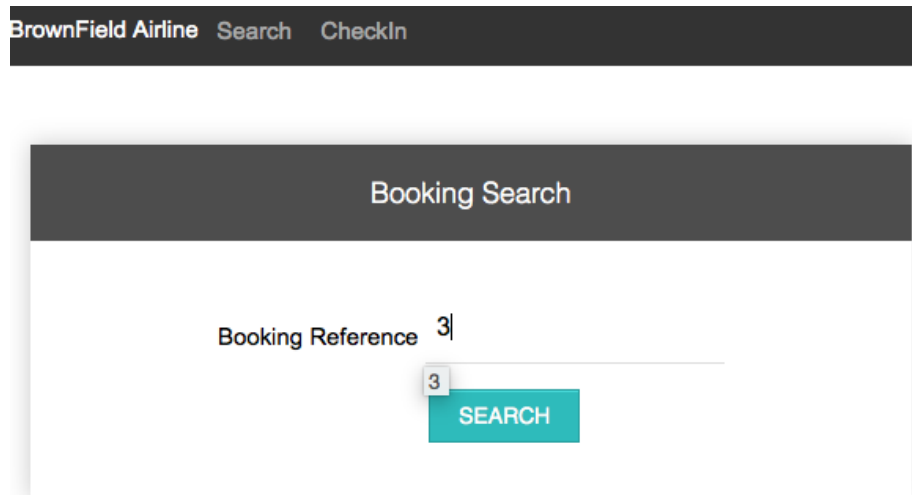 BrownField Airline Search CheckIn
Booking Search
Booking Reference 3
3
SEARCH